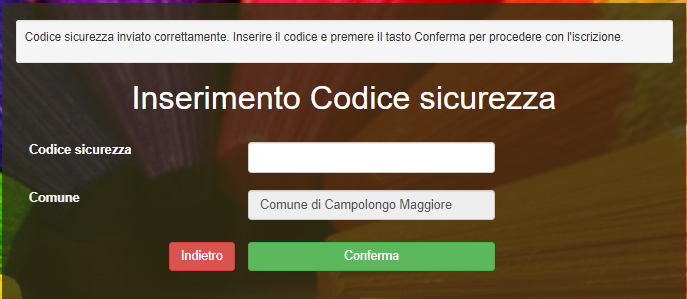 Codice sicurezza inviato correttamente. Inserire il codice e premere il tasto Conferma per procedere con l'iscrizione.
Inserimento Codice sicurezza
Codice sicurezza
Comune
Comune di Campolongo Maggiore
Indietro
Conferma